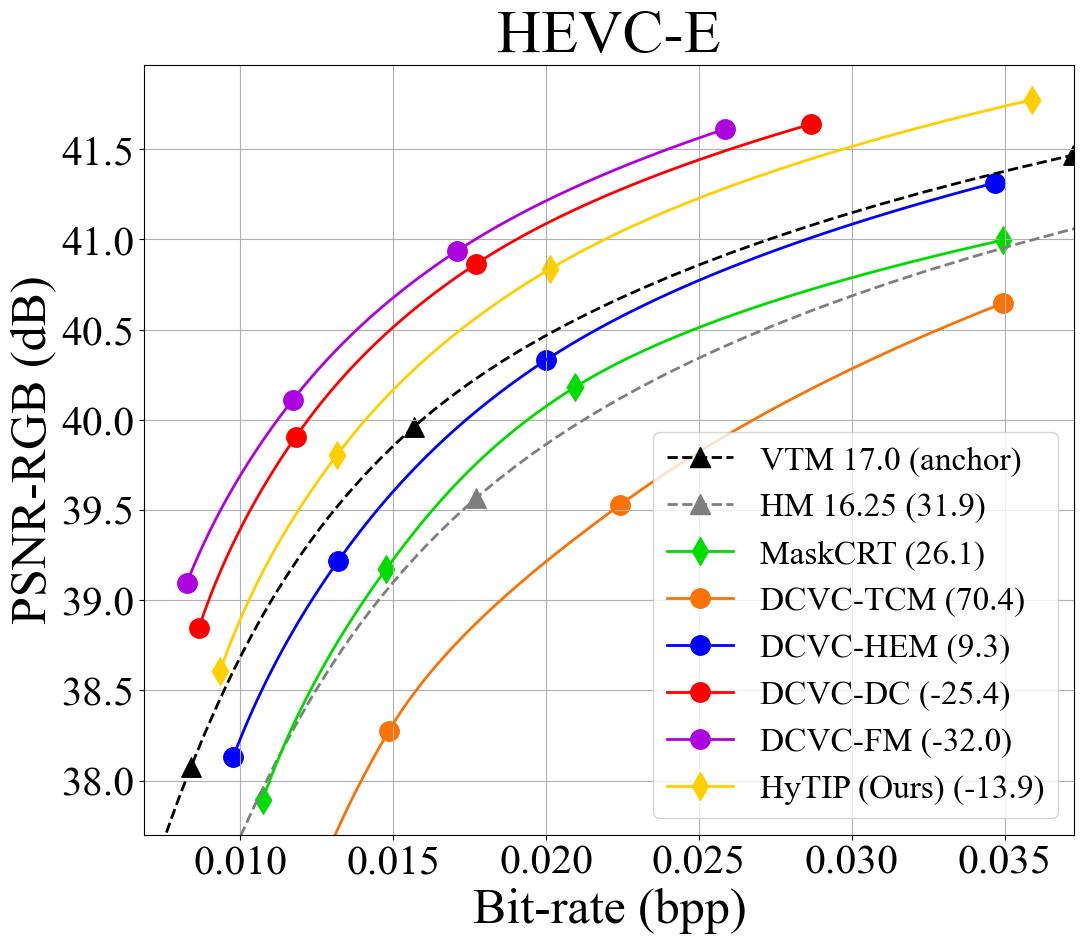 HEVC-E
PSNR-RGB (dB)
41.5
41.0
40.5
40.0
39.5
39.0
38.5
38.0
VTM 17.0 (anchor)
HM 16.25 (31.9)
MaskCRT (26.1)
DCVC-TCM (70.4)
DCVC-HEM (9.3)
DCVC-DC (-25.4)
DCVC-FM (-32.0)
HyTIP (Ours) (-13.9)
0.010 0.015 0.020 0.025 0.030 0.035
Bit-rate (bpp)